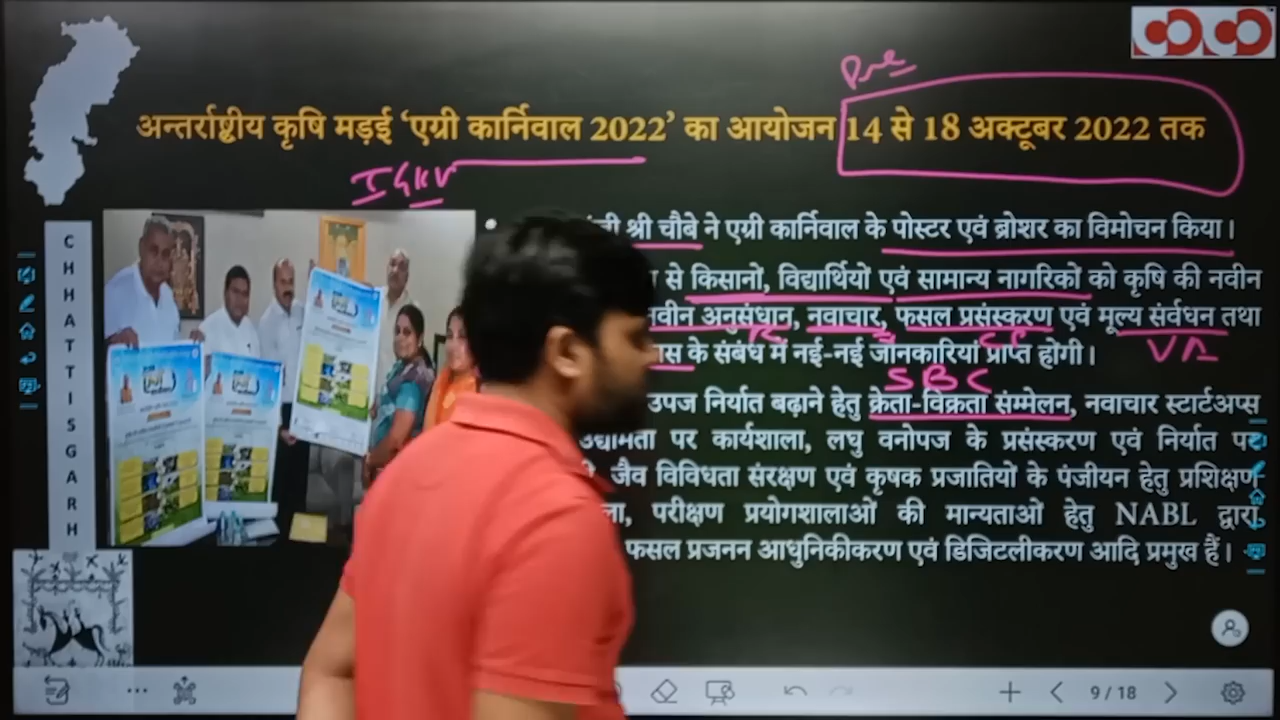 Pre
अन्तर्राष्ट्रीय कृषि मड़ई ‘एग्री कार्निवाल 2022’ का आयोजन 14 से 18 अक्टूबर 2022 तक
IGKV
श्री चौबे ने एग्री कार्निवाल के पोस्टर एवं ब्रोशर का विमोचन किया।
से किसानो, विद्यार्थियो एवं सामान्य नागरिकों को कृषि की नवीन
नवीन अनुसंधान, नवाचार, फसल प्रसंस्करण एवं मूल्य संर्वधन तथा
के संबंध में नई-नई जानकारियां प्राप्त होंगी।
VA
SBC
उपज निर्यात बढ़ाने हेतु क्रेता-विक्रता सम्मेलन, नवाचार स्टार्टअप्स
उद्यमिता पर कार्यशाला, लघु वनोपज के प्रसंस्करण एवं निर्यात पर
जैव विविधता संरक्षण एवं कृषक प्रजातियों के पंजीयन हेतु प्रशिक्षण
परीक्षण प्रयोगशालाओं की मान्यताओं हेतु NABL द्वारा
फसल प्रजनन आधुनिकीकरण एवं डिजिटलीकरण आदि प्रमुख हैं।
CHHATTISGARH
9/18